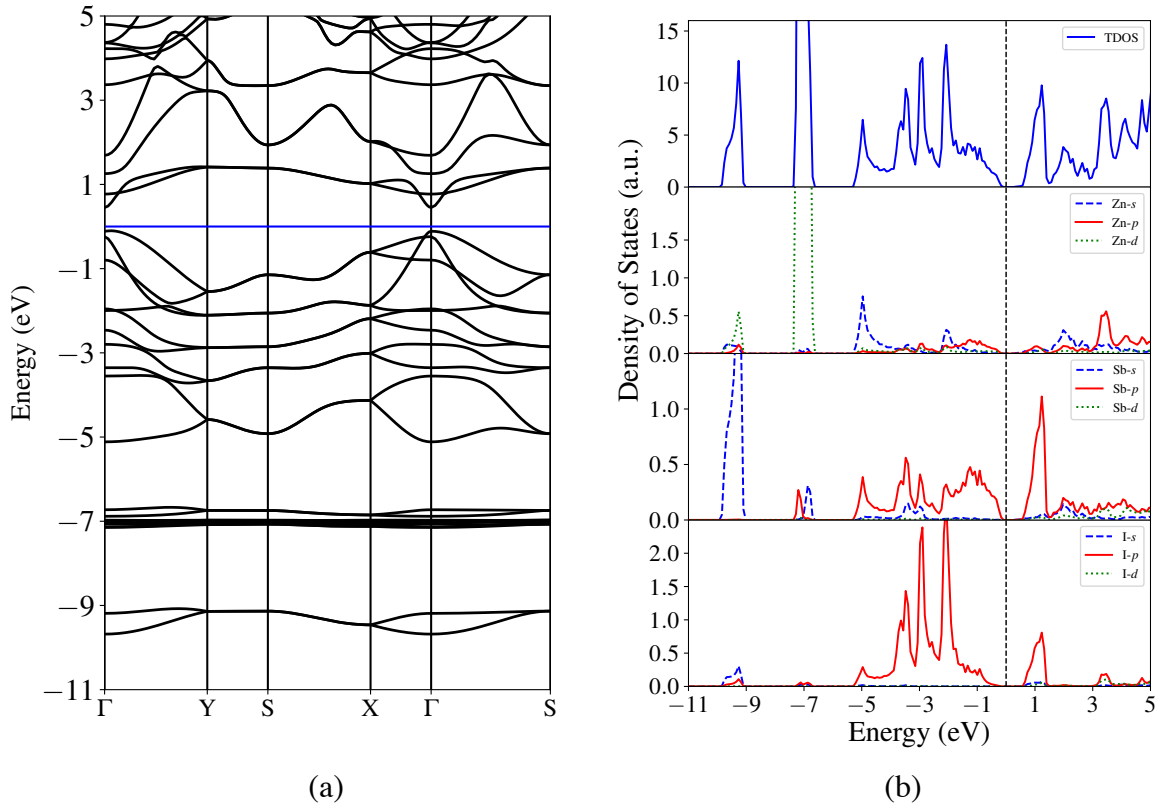 Energy (eV)
5
3
1
−1
−3
−5
−7
−9
−11
Γ
Y
S
X
Γ
S
(a)
Density of States (a.u.)
15
10
5
0
TDOS
1.5
1.0
0.5
0.0
Zn-s
Zn-p
Zn-d
1.0
0.5
0.0
Sb-s
Sb-p
Sb-d
2.0
1.5
1.0
0.5
0.0
I-s
I-p
I-d
−11
−9
−7
−5
−3
−1
1
3
5
Energy (eV)
(b)